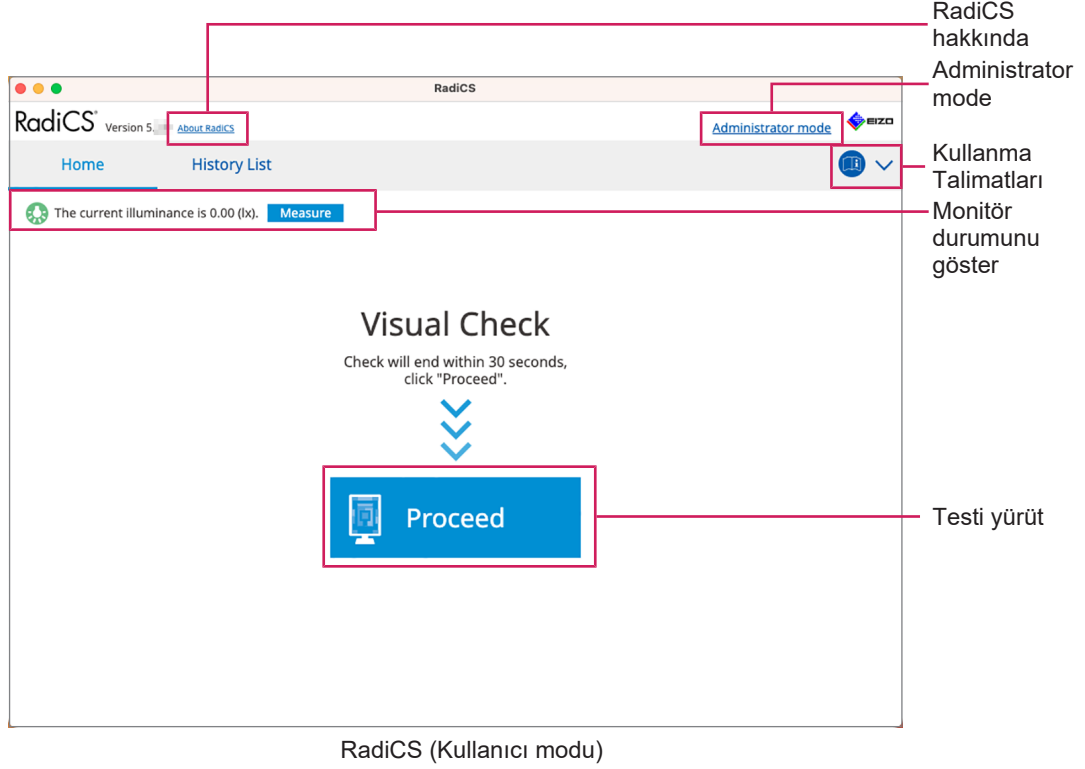 RadiCS
hakkında
Administrator
mode
RadiCS
RadiCS Version 5. About RadiCS
Administrator mode EIZO
Home History List
Kullanma
Talimatları
The current illuminance is 0.00 (lx). Measure
Monitör
durumunu
göster
Visual Check
Check will end within 30 seconds,
click "Proceed".
Proceed
Testi yürüt
RadiCS (Kullanıcı modu)